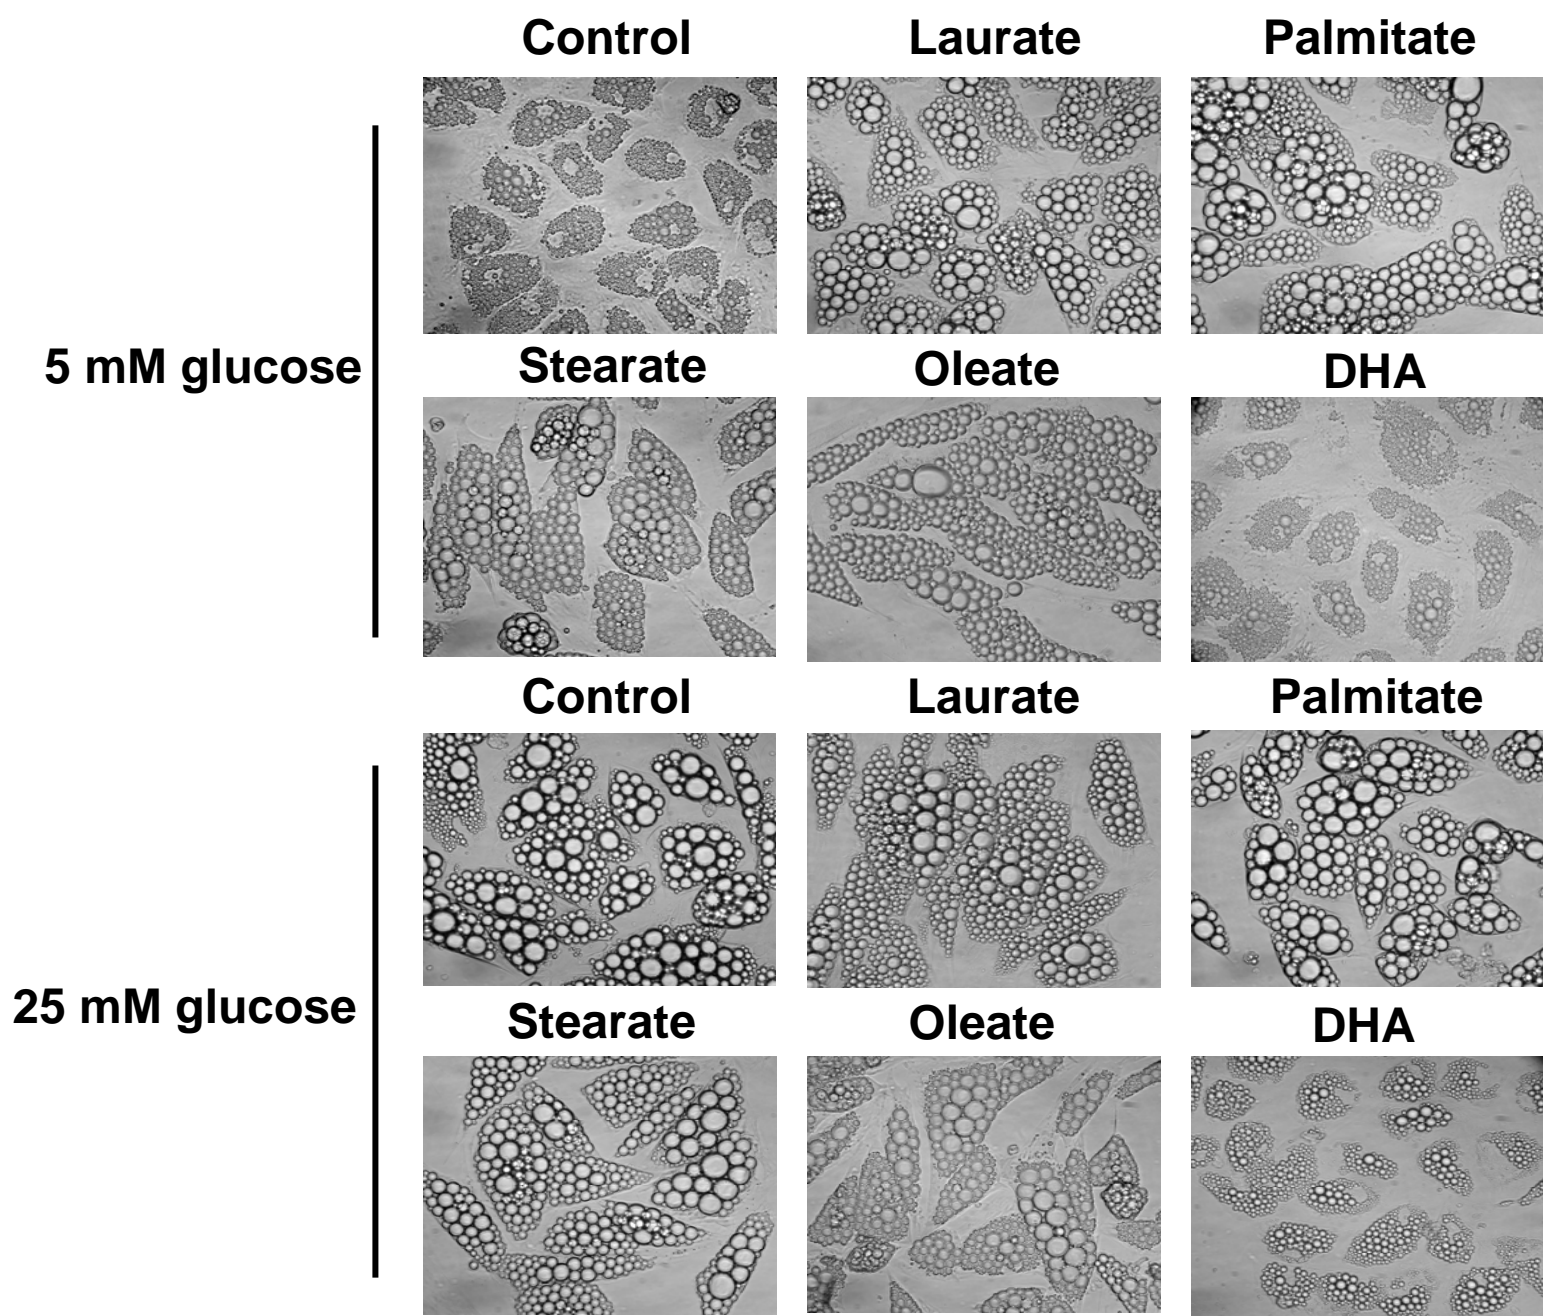 Control Laurate Palmitate
5 mM glucose
Stearate Oleate DHA
Control Laurate Palmitate
25 mM glucose
Stearate Oleate DHA